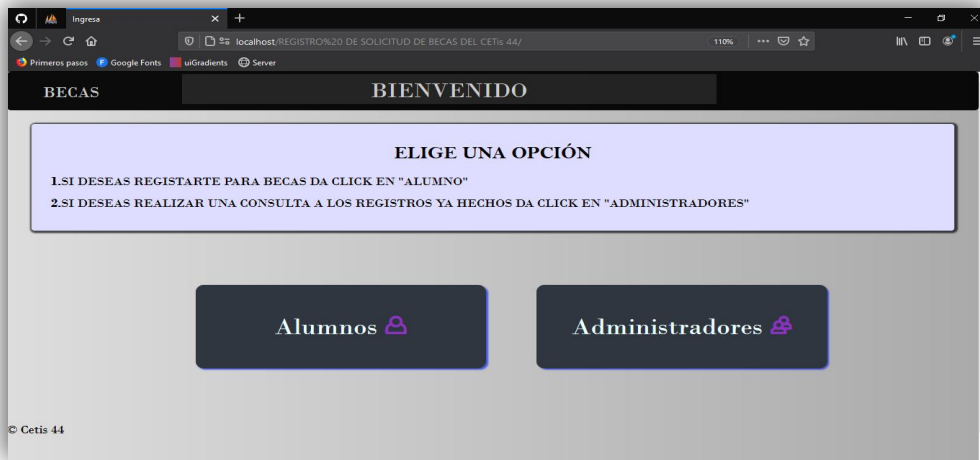 Ingresa
localhost/REGISTRO%20 DE SOLICITUD DE BECAS DEL CETis 44/
110%
Primeros pasos Google Fonts uiGradients Server
BECAS BIENVENIDO
ELIGE UNA OPCIÓN
1.SI DESEAS REGISTARTE PARA BECAS DA CLICK EN "ALUMNO"
2.SI DESEAS REALIZAR UNA CONSULTA A LOS REGISTROS YA HECHOS DA CLICK EN "ADMINISTRADORES"
Alumnos Administradores
© Cetis 44